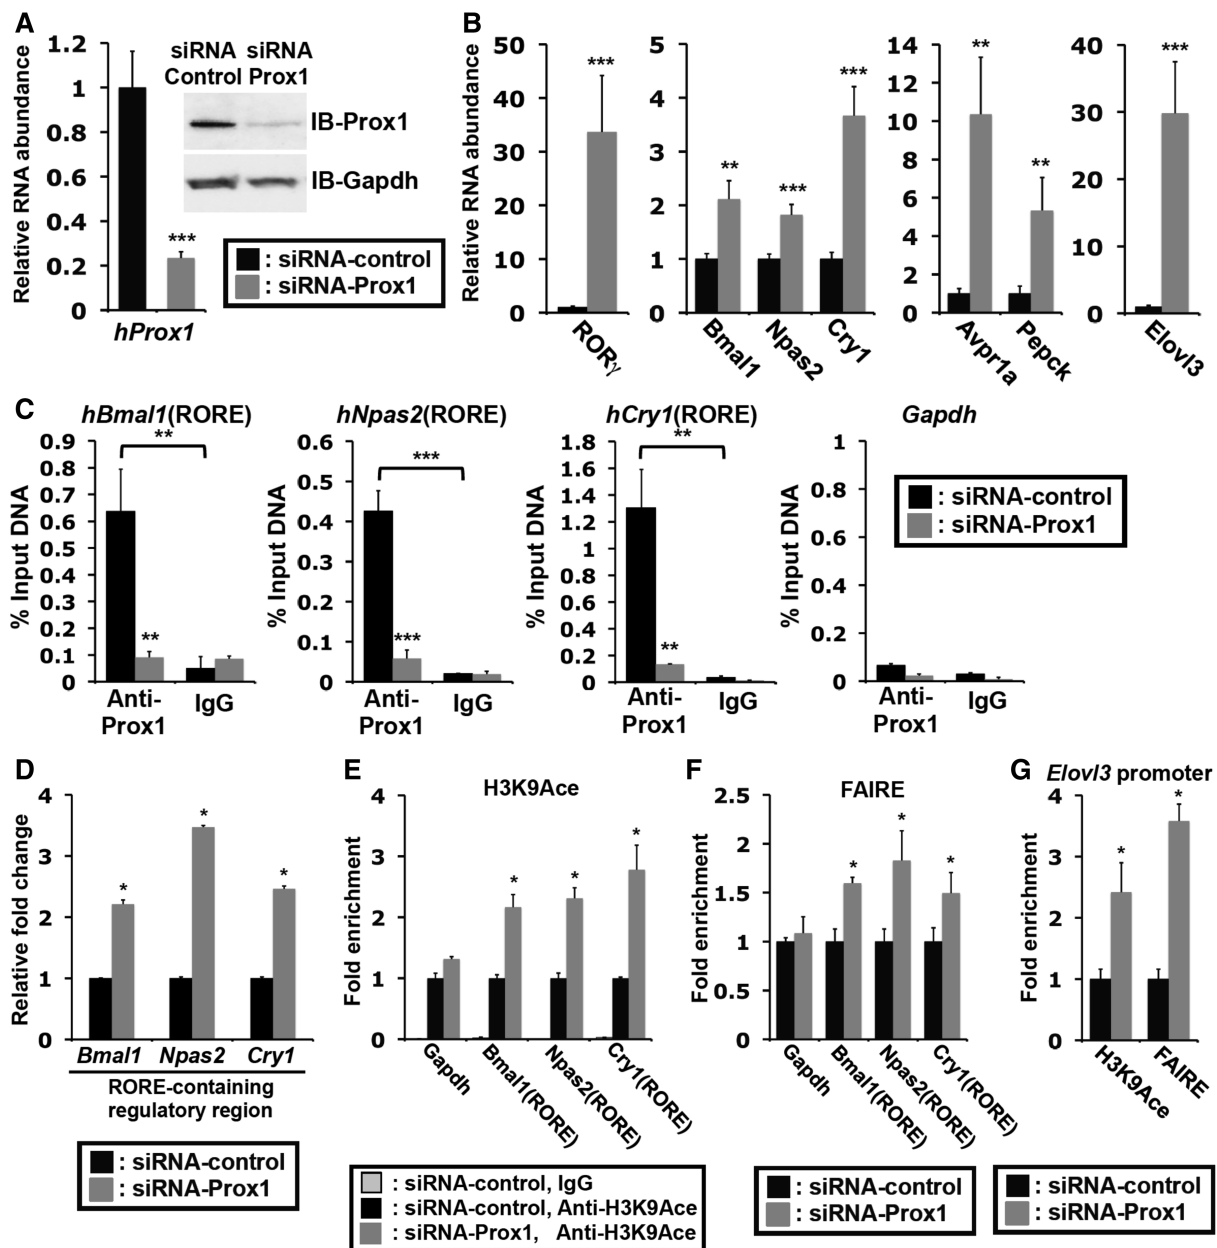 A
Relative RNA abundance
1.2
1
0.8
0.6
0.4
0.2
0
siRNA siRNA
Control Prox1
IB-Prox1
IB-Gapdh
***
hProx1
: siRNA-control
: siRNA-Prox1
B
Relative RNA abundance
50
40
30
20
10
0
***
RORγ
5
4
3
2
1
0
**
***
***
Bmal1
Npas2
Cry1
14
12
10
8
6
4
2
0
**
**
Avpr1a
Pepck
40
30
20
10
0
***
Elovl3
C
hBmal1(RORE)
% Input DNA
0.9
0.8
0.7
0.6
0.5
0.4
0.3
0.2
0.1
0
**
**
Anti-
Prox1
IgG
hNpas2(RORE)
% Input DNA
0.6
0.5
0.4
0.3
0.2
0.1
0
***
***
Anti-
Prox1
IgG
hCry1(RORE)
% Input DNA
1.8
1.6
1.4
1.2
1
0.8
0.6
0.4
0.2
0
**
**
Anti-
Prox1
IgG
Gapdh
% Input DNA
1
0.8
0.6
0.4
0.2
0
: siRNA-control
: siRNA-Prox1
Anti-
Prox1
IgG
D
Relative fold change
4
3
2
1
0
*
*
*
Bmal1 Npas2 Cry1
RORE-containing
regulatory region
: siRNA-control
: siRNA-Prox1
E
H3K9Ace
Fold enrichment
4
3
2
1
0
*
*
*
Gapdh
Bmal1(RORE)
Npas2(RORE)
Cry1(RORE)
: siRNA-control, IgG
: siRNA-control, Anti-H3K9Ace
: siRNA-Prox1, Anti-H3K9Ace
F
FAIRE
Fold enrichment
2.5
2
1.5
1
0.5
0
*
*
*
Gapdh
Bmal1(RORE)
Npas2(RORE)
Cry1(RORE)
: siRNA-control
: siRNA-Prox1
G
Elovl3 promoter
Fold enrichment
4
3
2
1
0
*
*
H3K9Ace
FAIRE
: siRNA-control
: siRNA-Prox1